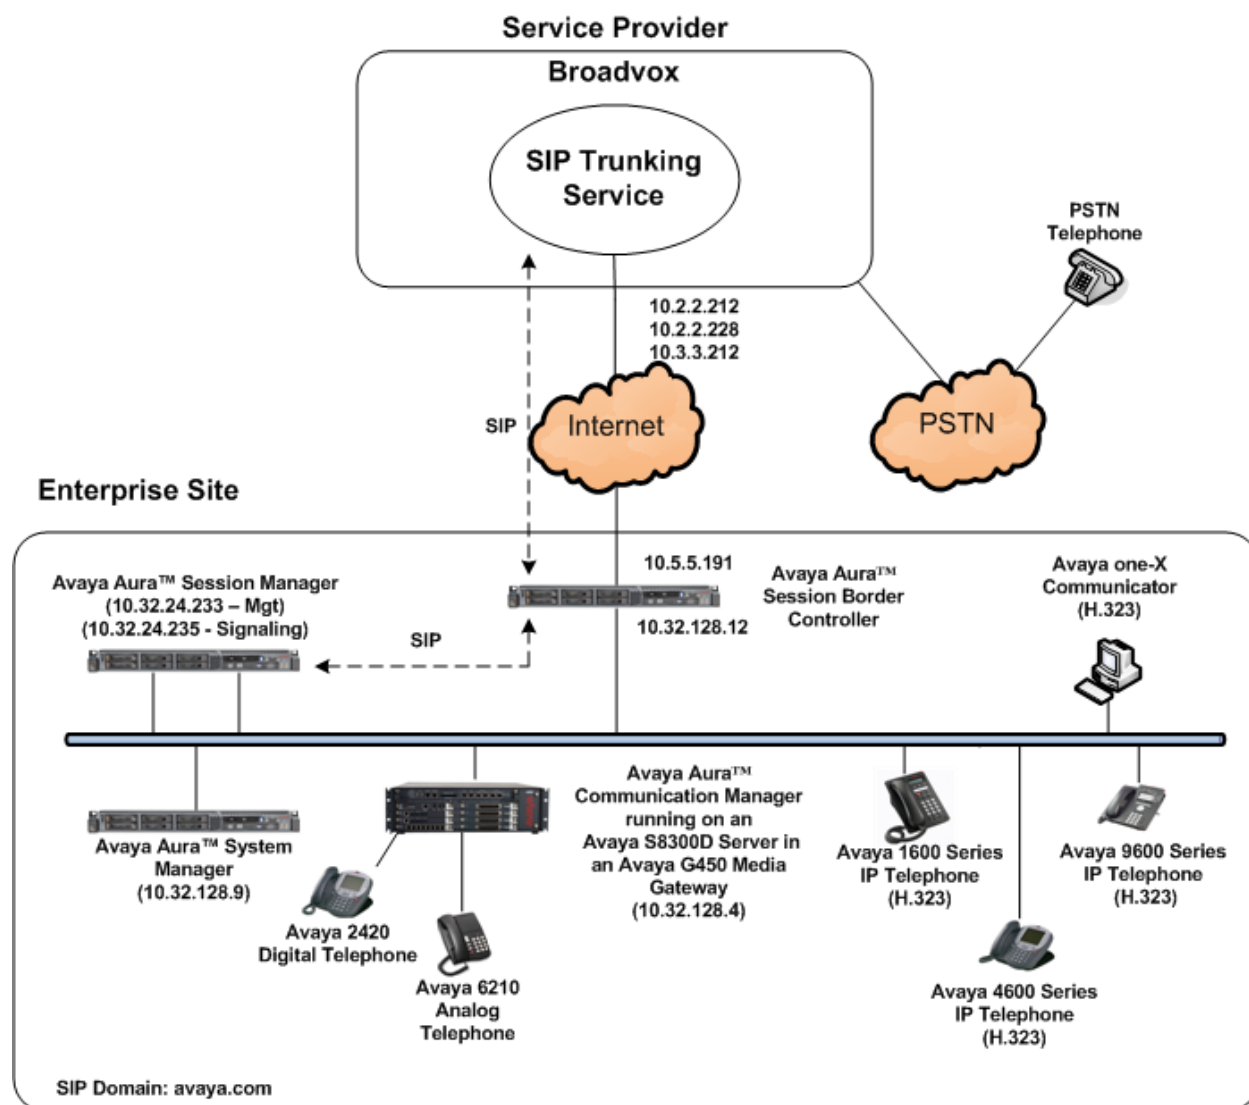 Service Provider
Broadvox
SIP Trunking
Service
PSTN
Telephone
10.2.2.212
10.2.2.228
10.3.3.212
SIP
Internet
PSTN
Enterprise Site
Avaya Aura™ Session Manager
(10.32.24.233 – Mgt)
(10.32.24.235 - Signaling)
SIP
10.5.5.191
10.32.128.12
Avaya Aura™
Session Border
Controller
Avaya one-X
Communicator
(H.323)
Avaya Aura™ System
Manager
(10.32.128.9)
Avaya 2420
Digital Telephone
Avaya 6210
Analog
Telephone
Avaya Aura™
Communication Manager
running on an
Avaya S8300D Server in
an Avaya G450 Media
Gateway
(10.32.128.4)
Avaya 1600 Series
IP Telephone
(H.323)
Avaya 4600 Series
IP Telephone
(H.323)
Avaya 9600 Series
IP Telephone
(H.323)
SIP Domain: avaya.com